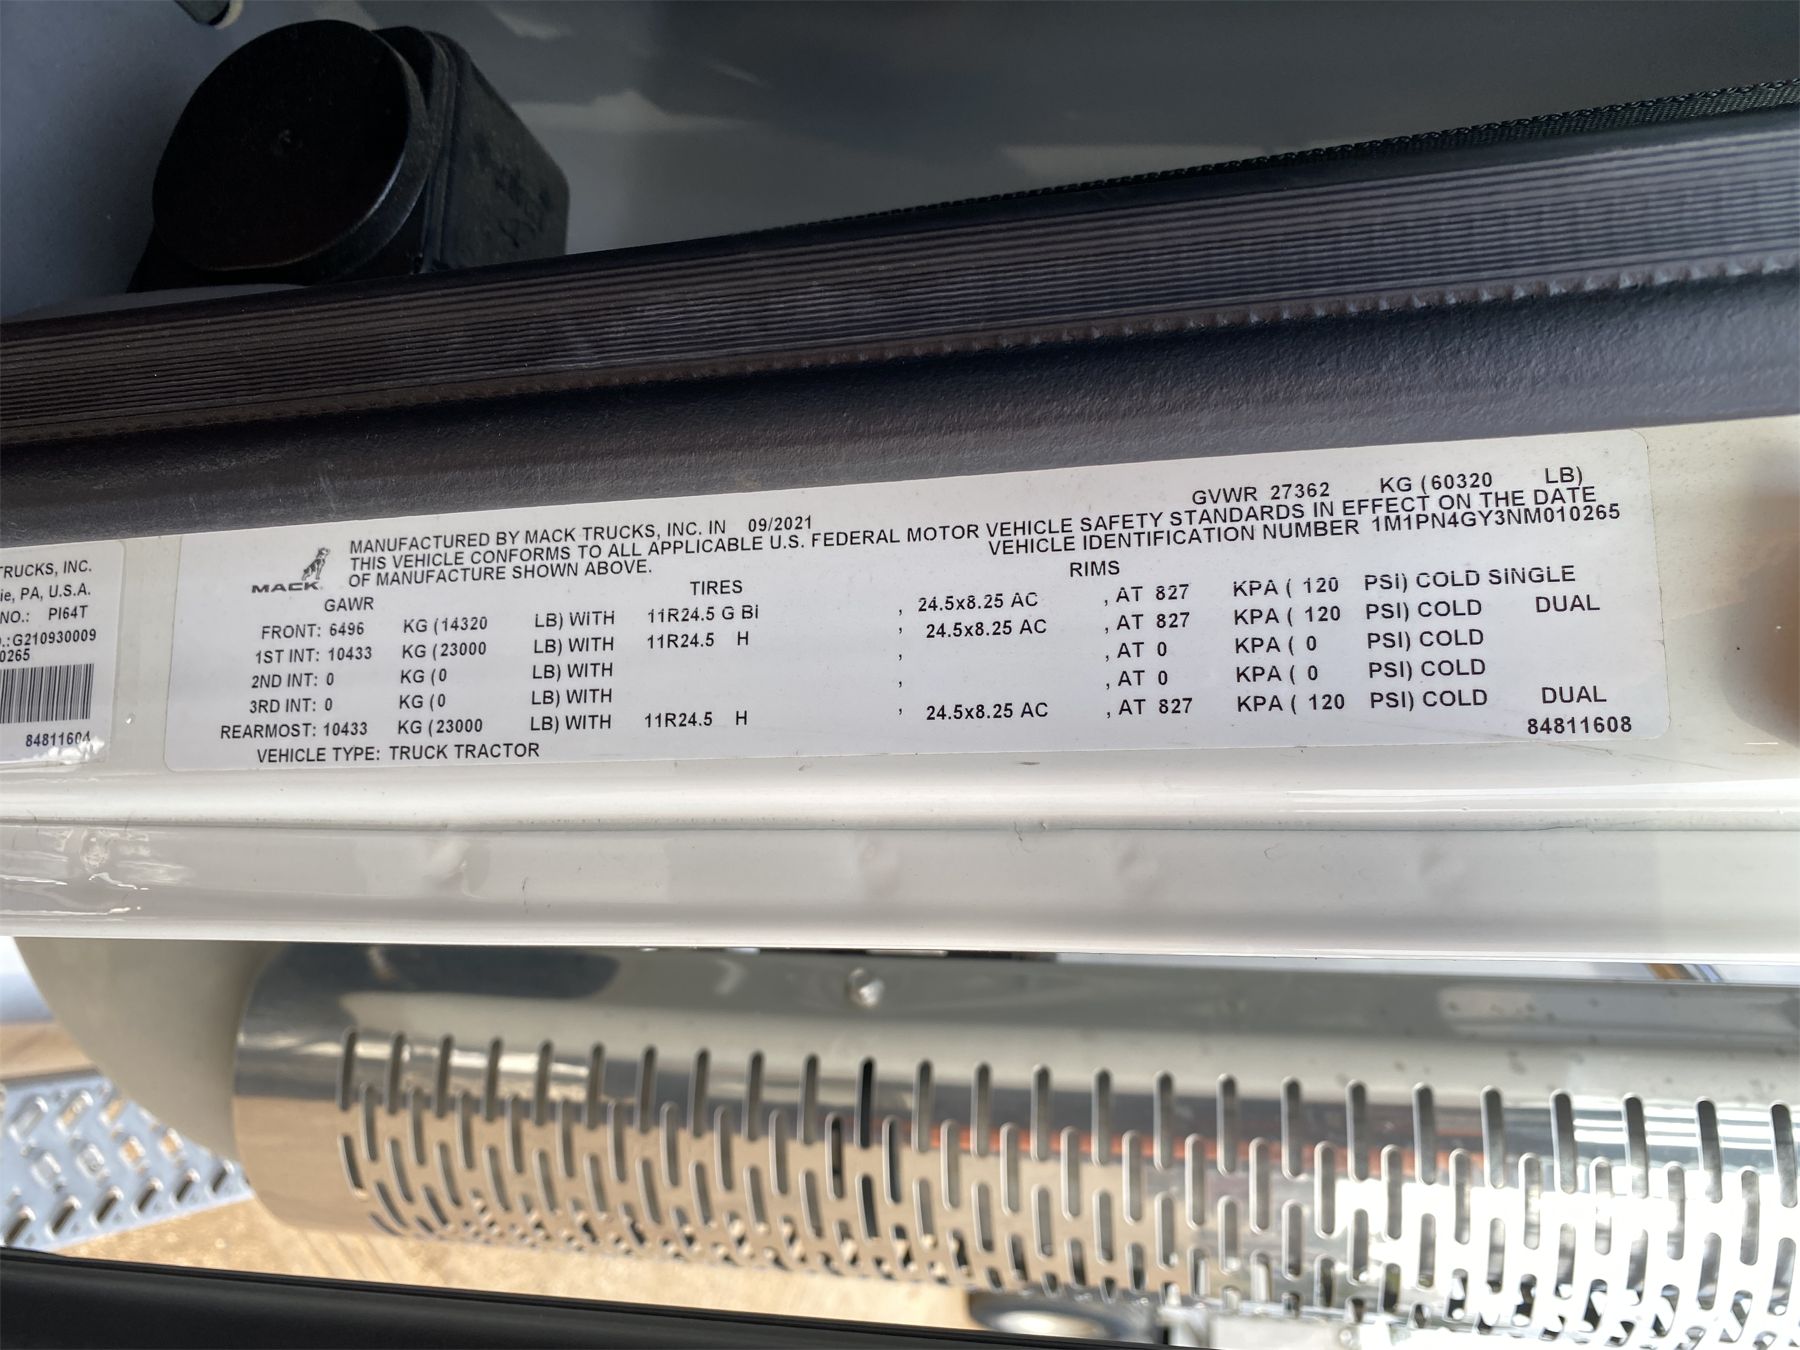 TRUCKS, INC.
ie, PA, U.S.A.
NO.: PI64T
.:G210930009
0265
84811604
MACK
MANUFACTURED BY MACK TRUCKS, INC. IN 09/2021 GVWR 27362 KG (60320 LB)
THIS VEHICLE CONFORMS TO ALL APPLICABLE U.S. FEDERAL MOTOR VEHICLE SAFETY STANDARDS IN EFFECT ON THE DATE
OF MANUFACTURE SHOWN ABOVE. VEHICLE IDENTIFICATION NUMBER 1M1PN4GY3NM010265
GAWR TIRES RIMS
FRONT: 6496 KG (14320 LB) WITH 11R24.5 G Bi , 24.5x8.25 AC , AT 827 KPA ( 120 PSI) COLD SINGLE
1ST INT: 10433 KG (23000 LB) WITH 11R24.5 H , 24.5x8.25 AC , AT 827 KPA ( 120 PSI) COLD DUAL
2ND INT: 0 KG (0 LB) WITH , , AT 0 KPA ( 0 PSI) COLD
3RD INT: 0 KG (0 LB) WITH , , AT 0 KPA ( 0 PSI) COLD
REARMOST: 10433 KG (23000 LB) WITH 11R24.5 H , 24.5x8.25 AC , AT 827 KPA ( 120 PSI) COLD DUAL
VEHICLE TYPE: TRUCK TRACTOR 84811608